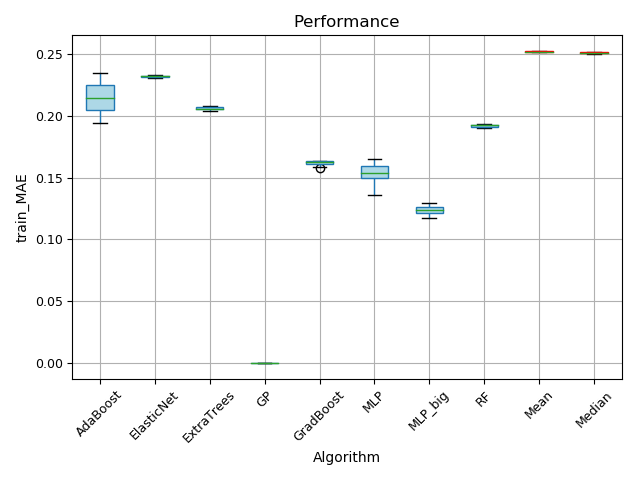 Performance
train_MAE
0.25
0.20
0.15
0.10
0.05
0.00
AdaBoost
ElasticNet
ExtraTrees
GP
GradBoost
MLP
MLP_big
RF
Mean
Median
Algorithm